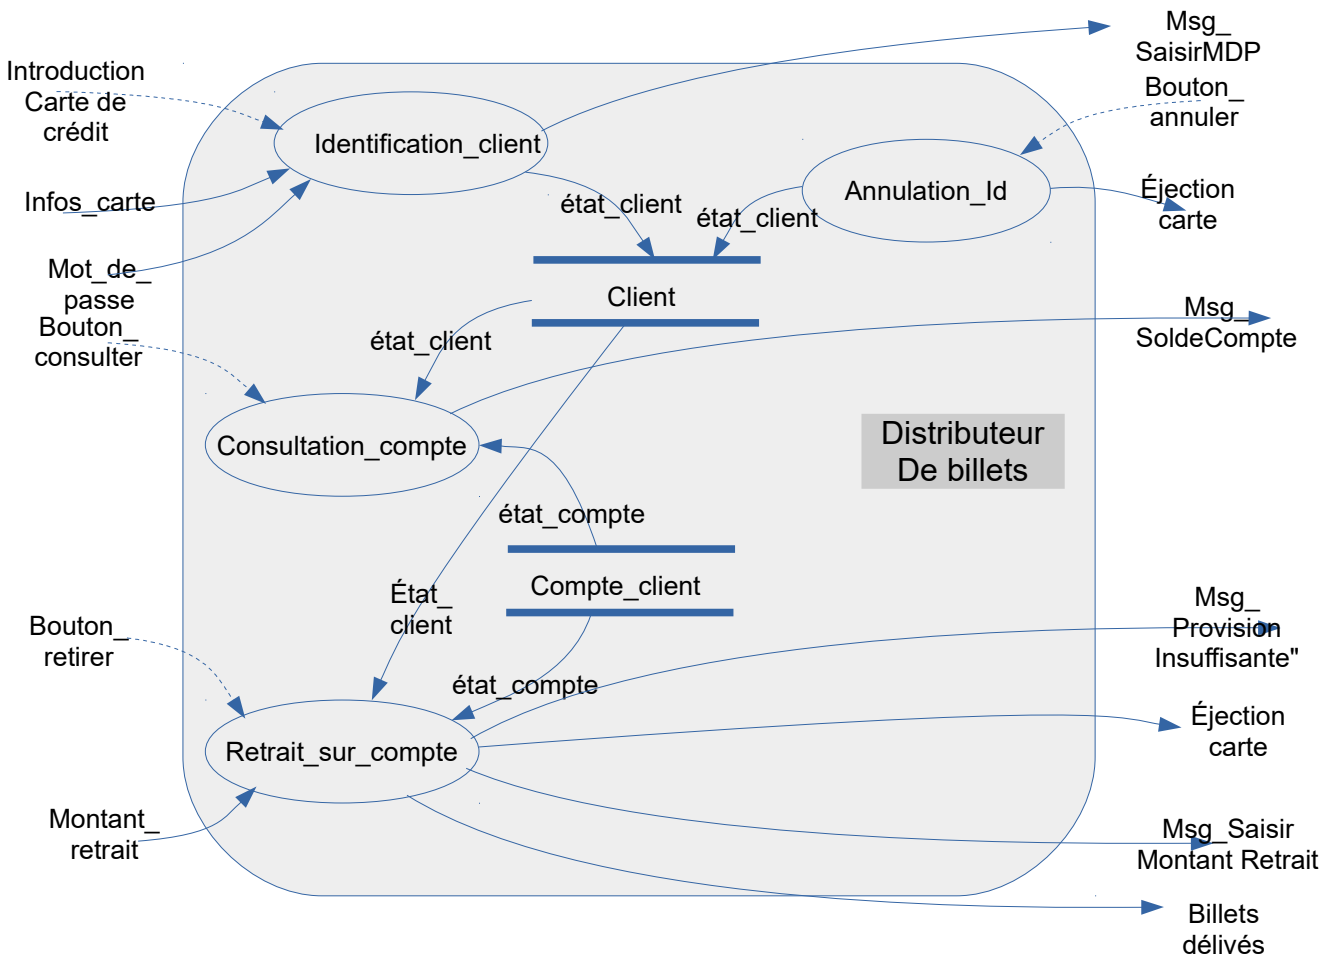 Msg_
SaisirMDP
Introduction
Carte de
crédit
Bouton_
annuler
Identification_client
Annulation_Id
Éjection
carte
Infos_carte
état_client
état_client
Mot_de_
passe
Client
Msg_
SoldeCompte
Bouton_
consulter
état_client
Distributeur
De billets
Consultation_compte
état_compte
Compte_client
État_
client
Msg_
Provision
Insuffisante"
Bouton_
retirer
état_compte
Éjection
carte
Retrait_sur_compte
Montant_
retrait
Msg_Saisir
Montant Retrait
Billets
délivés